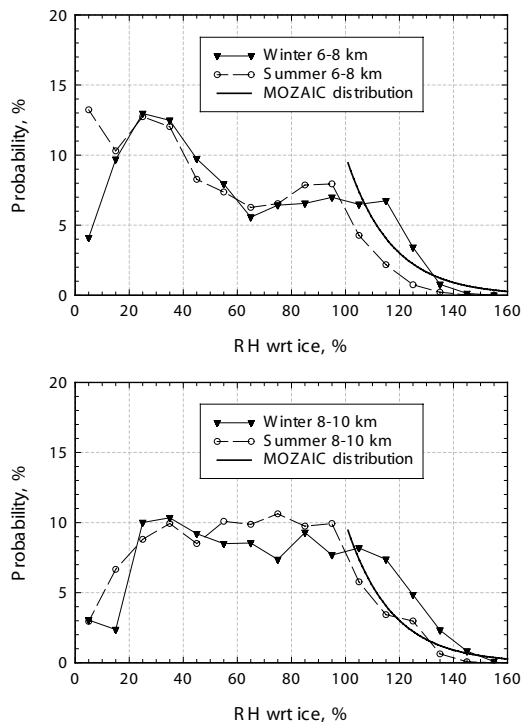 20
Winter 6-8 km
Summer 6-8 km
MOZAIC distribution
15
10
5
0
Probability, %
0 20 40 60 80 100 120 140 160
RH wrt ice, %
20
Winter 8-10 km
Summer 8-10 km
MOZAIC distribution
15
10
5
0
Probability, %
0 20 40 60 80 100 120 140 160
RH wrt ice, %